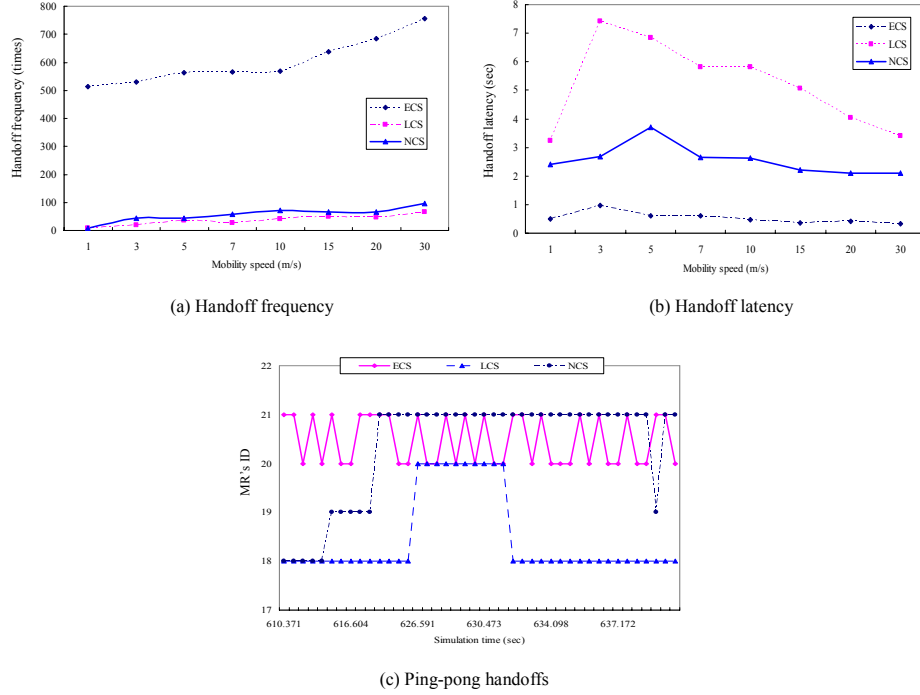 800
700
600
500
400
300
200
100
0
Handoff frequency (times)
ECS
LCS
NCS
1 3 5 7 10 15 20 30
Mobility speed (m/s)
(a) Handoff frequency
8
7
6
5
4
3
2
1
0
Handoff latency (sec)
ECS
LCS
NCS
1 3 5 7 10 15 20 30
Mobility speed (m/s)
(b) Handoff latency
ECS LCS NCS
22
21
20
19
18
17
MR's ID
610.371 616.604 626.591 630.473 634.098 637.172
Simulation time (sec)
(c) Ping-pong handoffs